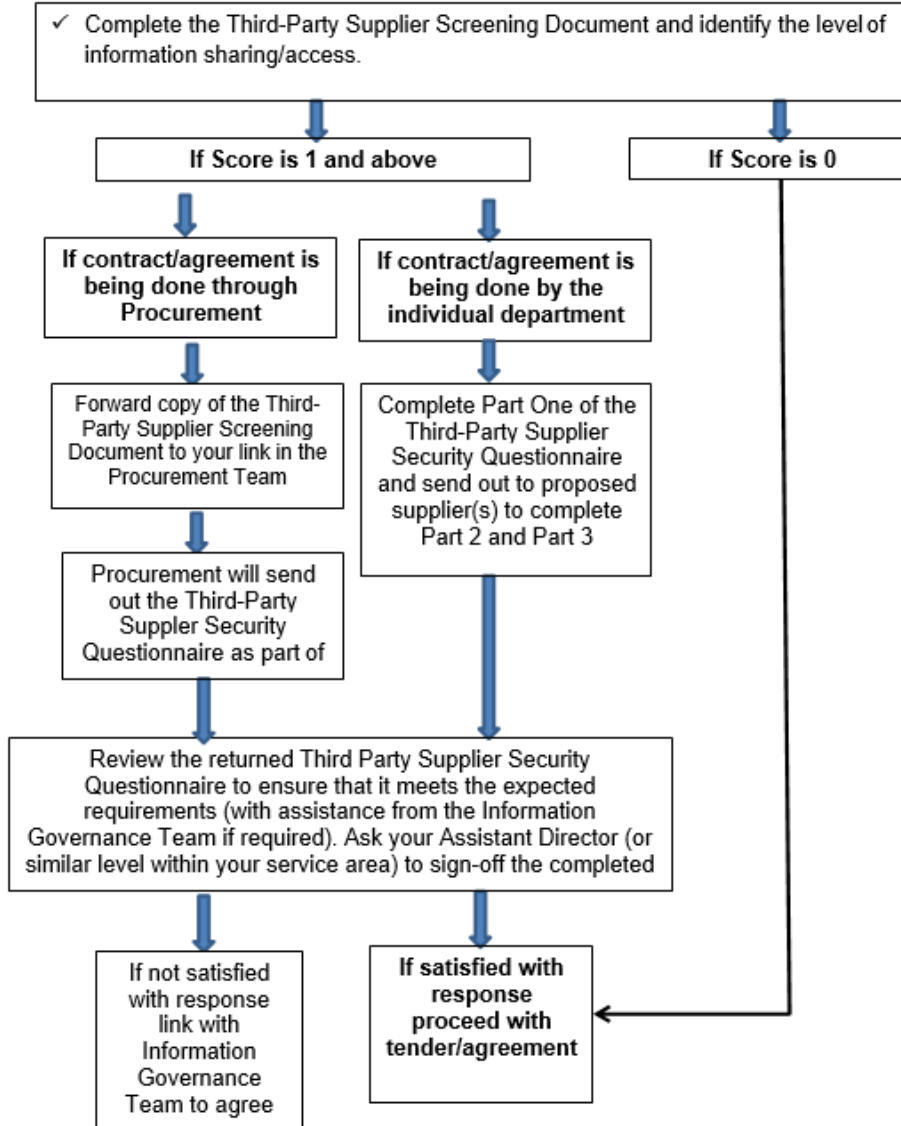 ✓ Complete the Third-Party Supplier Screening Document and identify the level of
information sharing/access.
If Score is 1 and above
If Score is 0
If contract/agreement is
being done through
Procurement
If contract/agreement is
being done by the
individual department
Forward copy of the Third-
Party Supplier Screening
Document to your link in the
Procurement Team
Complete Part One of the
Third-Party Supplier
Security Questionnaire
and send out to proposed
supplier(s) to complete
Part 2 and Part 3
Procurement will send
out the Third-Party
Suppler Security
Questionnaire as part of
Review the returned Third Party Supplier Security
Questionnaire to ensure that it meets the expected
requirements (with assistance from the Information
Governance Team if required). Ask your Assistant Director (or
similar level within your service area) to sign-off the completed
If not satisfied
with response
link with
Information
Governance
Team to agree
If satisfied with
response
proceed with
tender/agreement